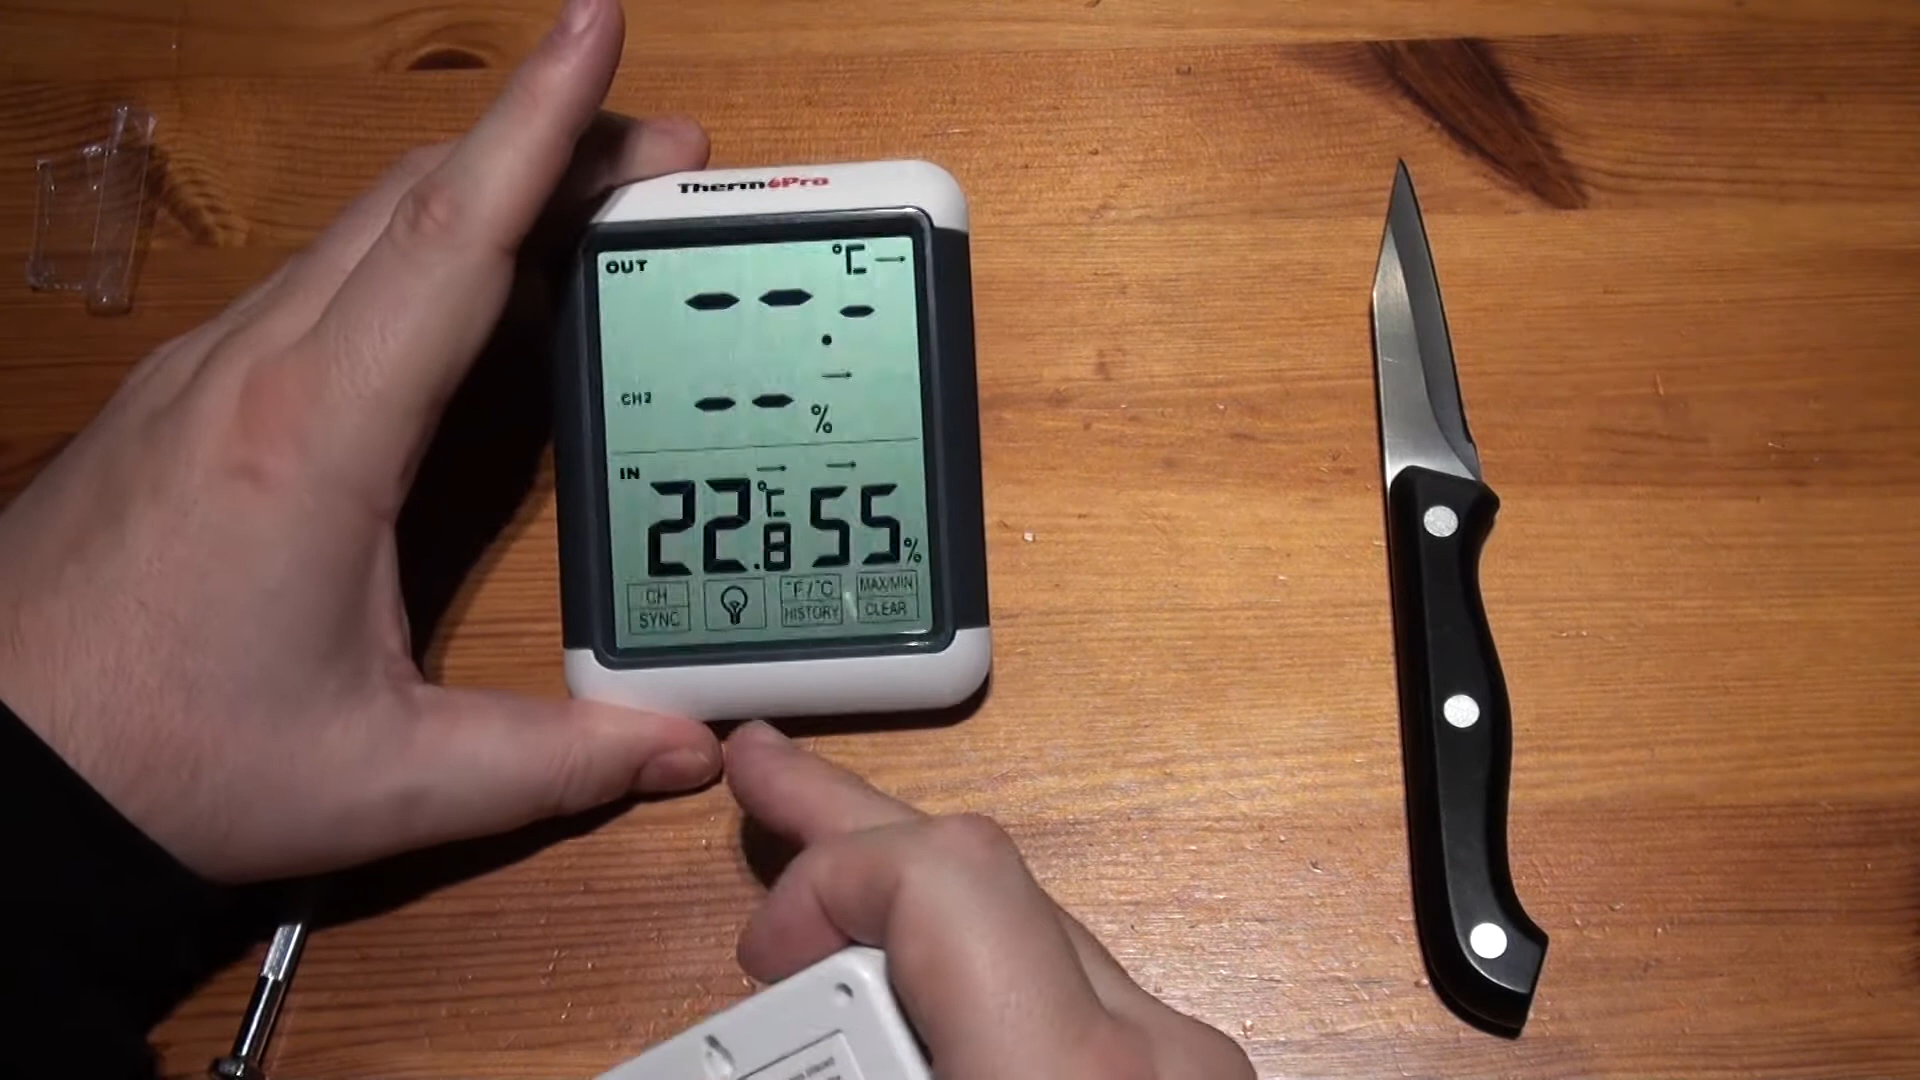 ThermoPro
OUT
°C →
-- -- . --
→
CH2
-- -- %
IN
→ →
22.8 °C 55 %
CH
SYNC
°F/°C
HISTORY
MAX/MIN
CLEAR